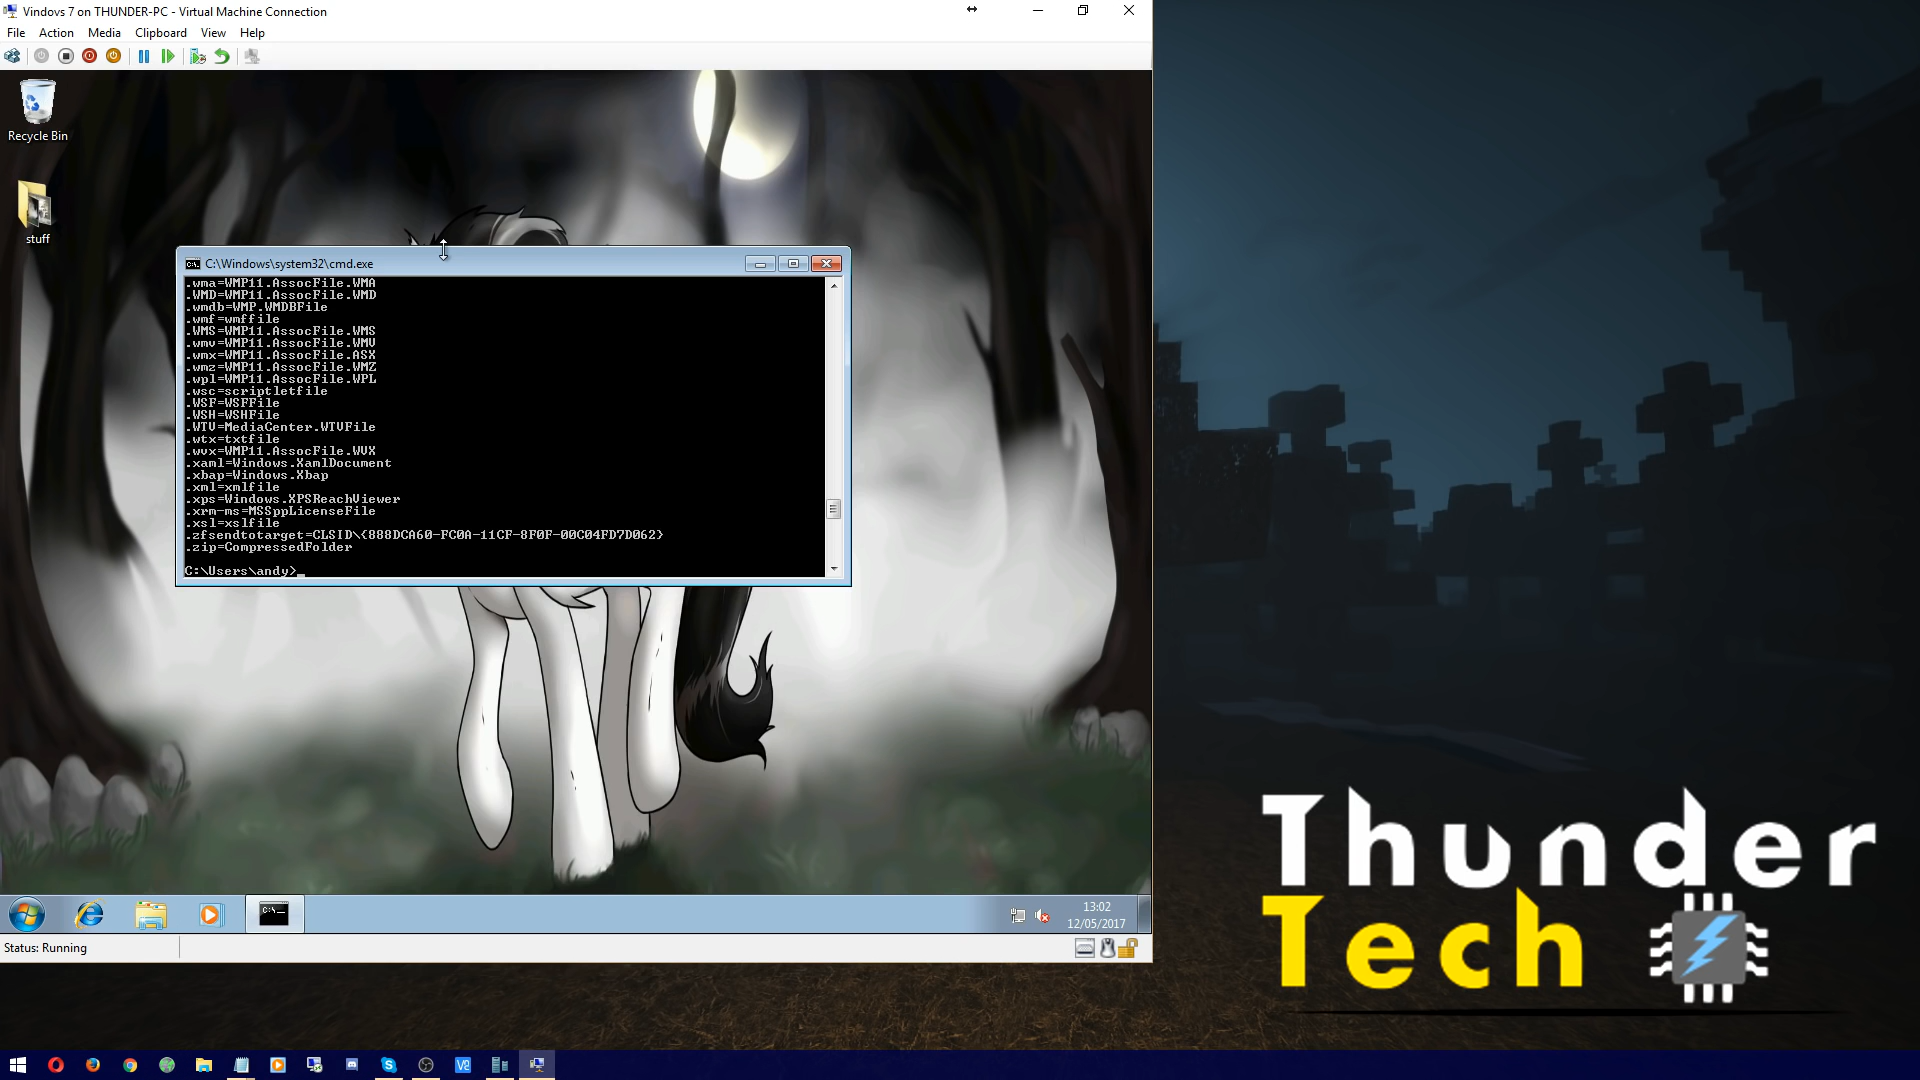 Vindovs 7 on THUNDER-PC - Virtual Machine Connection
File Action Media Clipboard View Help
Recycle Bin
stuff
C:\Windows\system32\cmd.exe
.wma=WMP11.AssocFile.WMA
.WMD=WMP11.AssocFile.WMD
.wmdb=WMP.WMDBFile
.wmf=wmffile
.WMS=WMP11.AssocFile.WMS
.wmv=WMP11.AssocFile.WMV
.wmx=WMP11.AssocFile.ASX
.wmz=WMP11.AssocFile.WMZ
.wpl=WMP11.AssocFile.WPL
.wsc=scriptletfile
.WSF=WSFFile
.WSH=WSHFile
.WTV=MediaCenter.WTVFile
.wtx=txtfile
.wvx=WMP11.AssocFile.WVX
.xaml=Windows.XamlDocument
.xbap=Windows.Xbap
.xml=xmlfile
.xps=Windows.XPSReachViewer
.xrm-ms=MSSppLicenseFile
.xsl=xslfile
.zfsendtotarget=CLSID\{888DCA60-FC0A-11CF-8F0F-00C04FD7D062}
.zip=CompressedFolder
C:\Users\andy>_
13:02
12/05/2017
Status: Running
Thunder
Tech